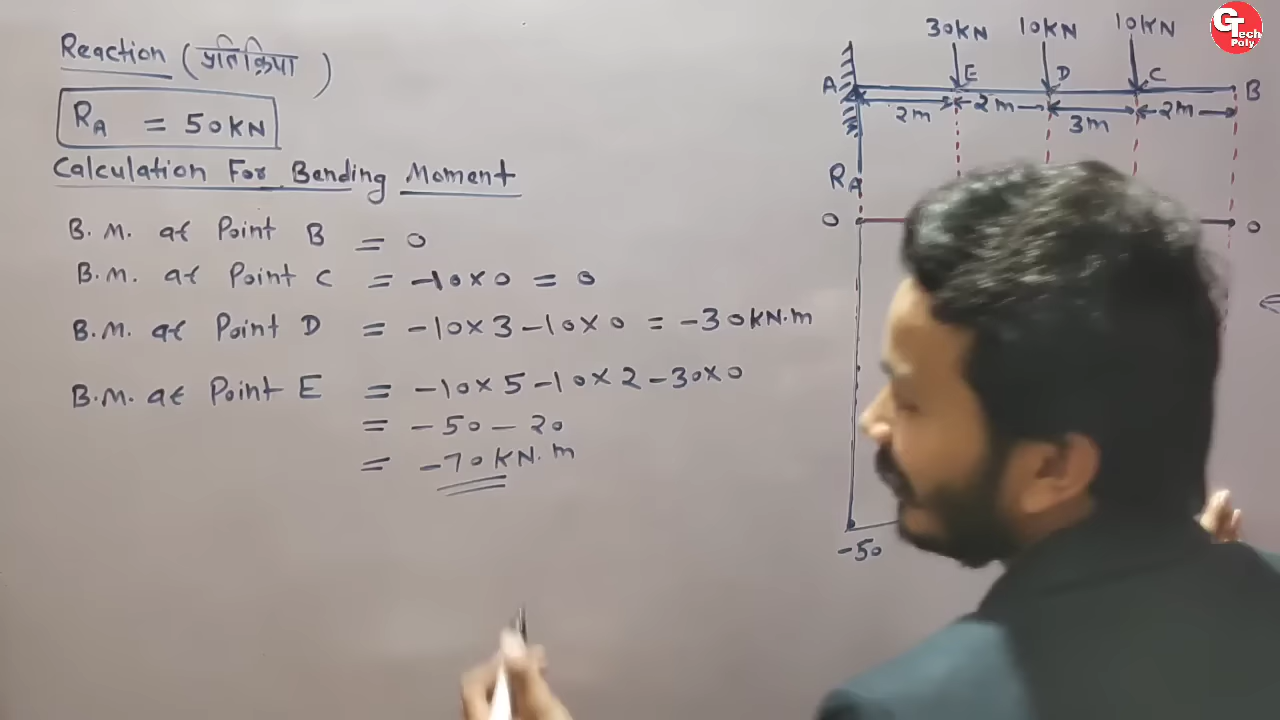 Reaction (प्रतिक्रिया)
RA = 50KN
Calculation For Bending Moment
B.M. at Point B = 0
B.M. at Point C = -10×0 = 0
B.M. at Point D = -10×3-10×0 = -30KN.m
B.M. at Point E = -10×5-10×2-30×0
= -50-20
= -70KN.m
30KN 10KN 10KN
A E D C B
2m 2m 3m 2m
RA
0 0
-50
GTech Poly